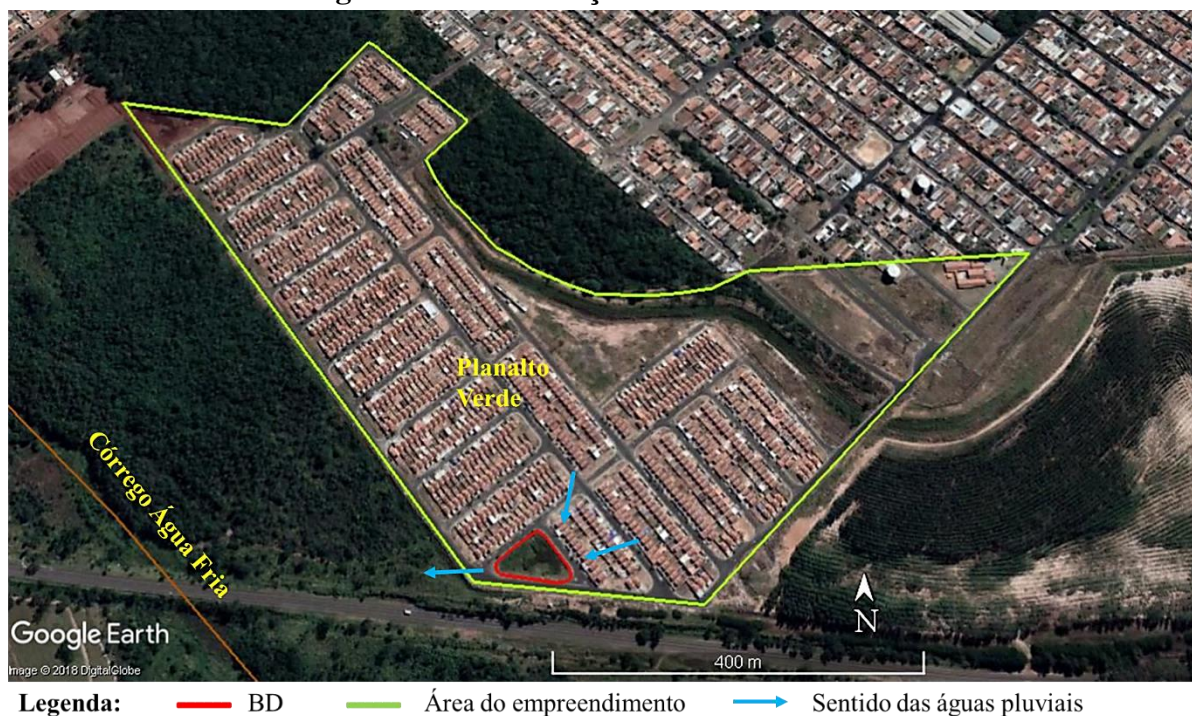 Planalto
Verde
Córrego Água Fria
N
400 m
Google Earth
Image © 2018 DigitalGlobe
Legenda: BD Área do empreendimento Sentido das águas pluviais